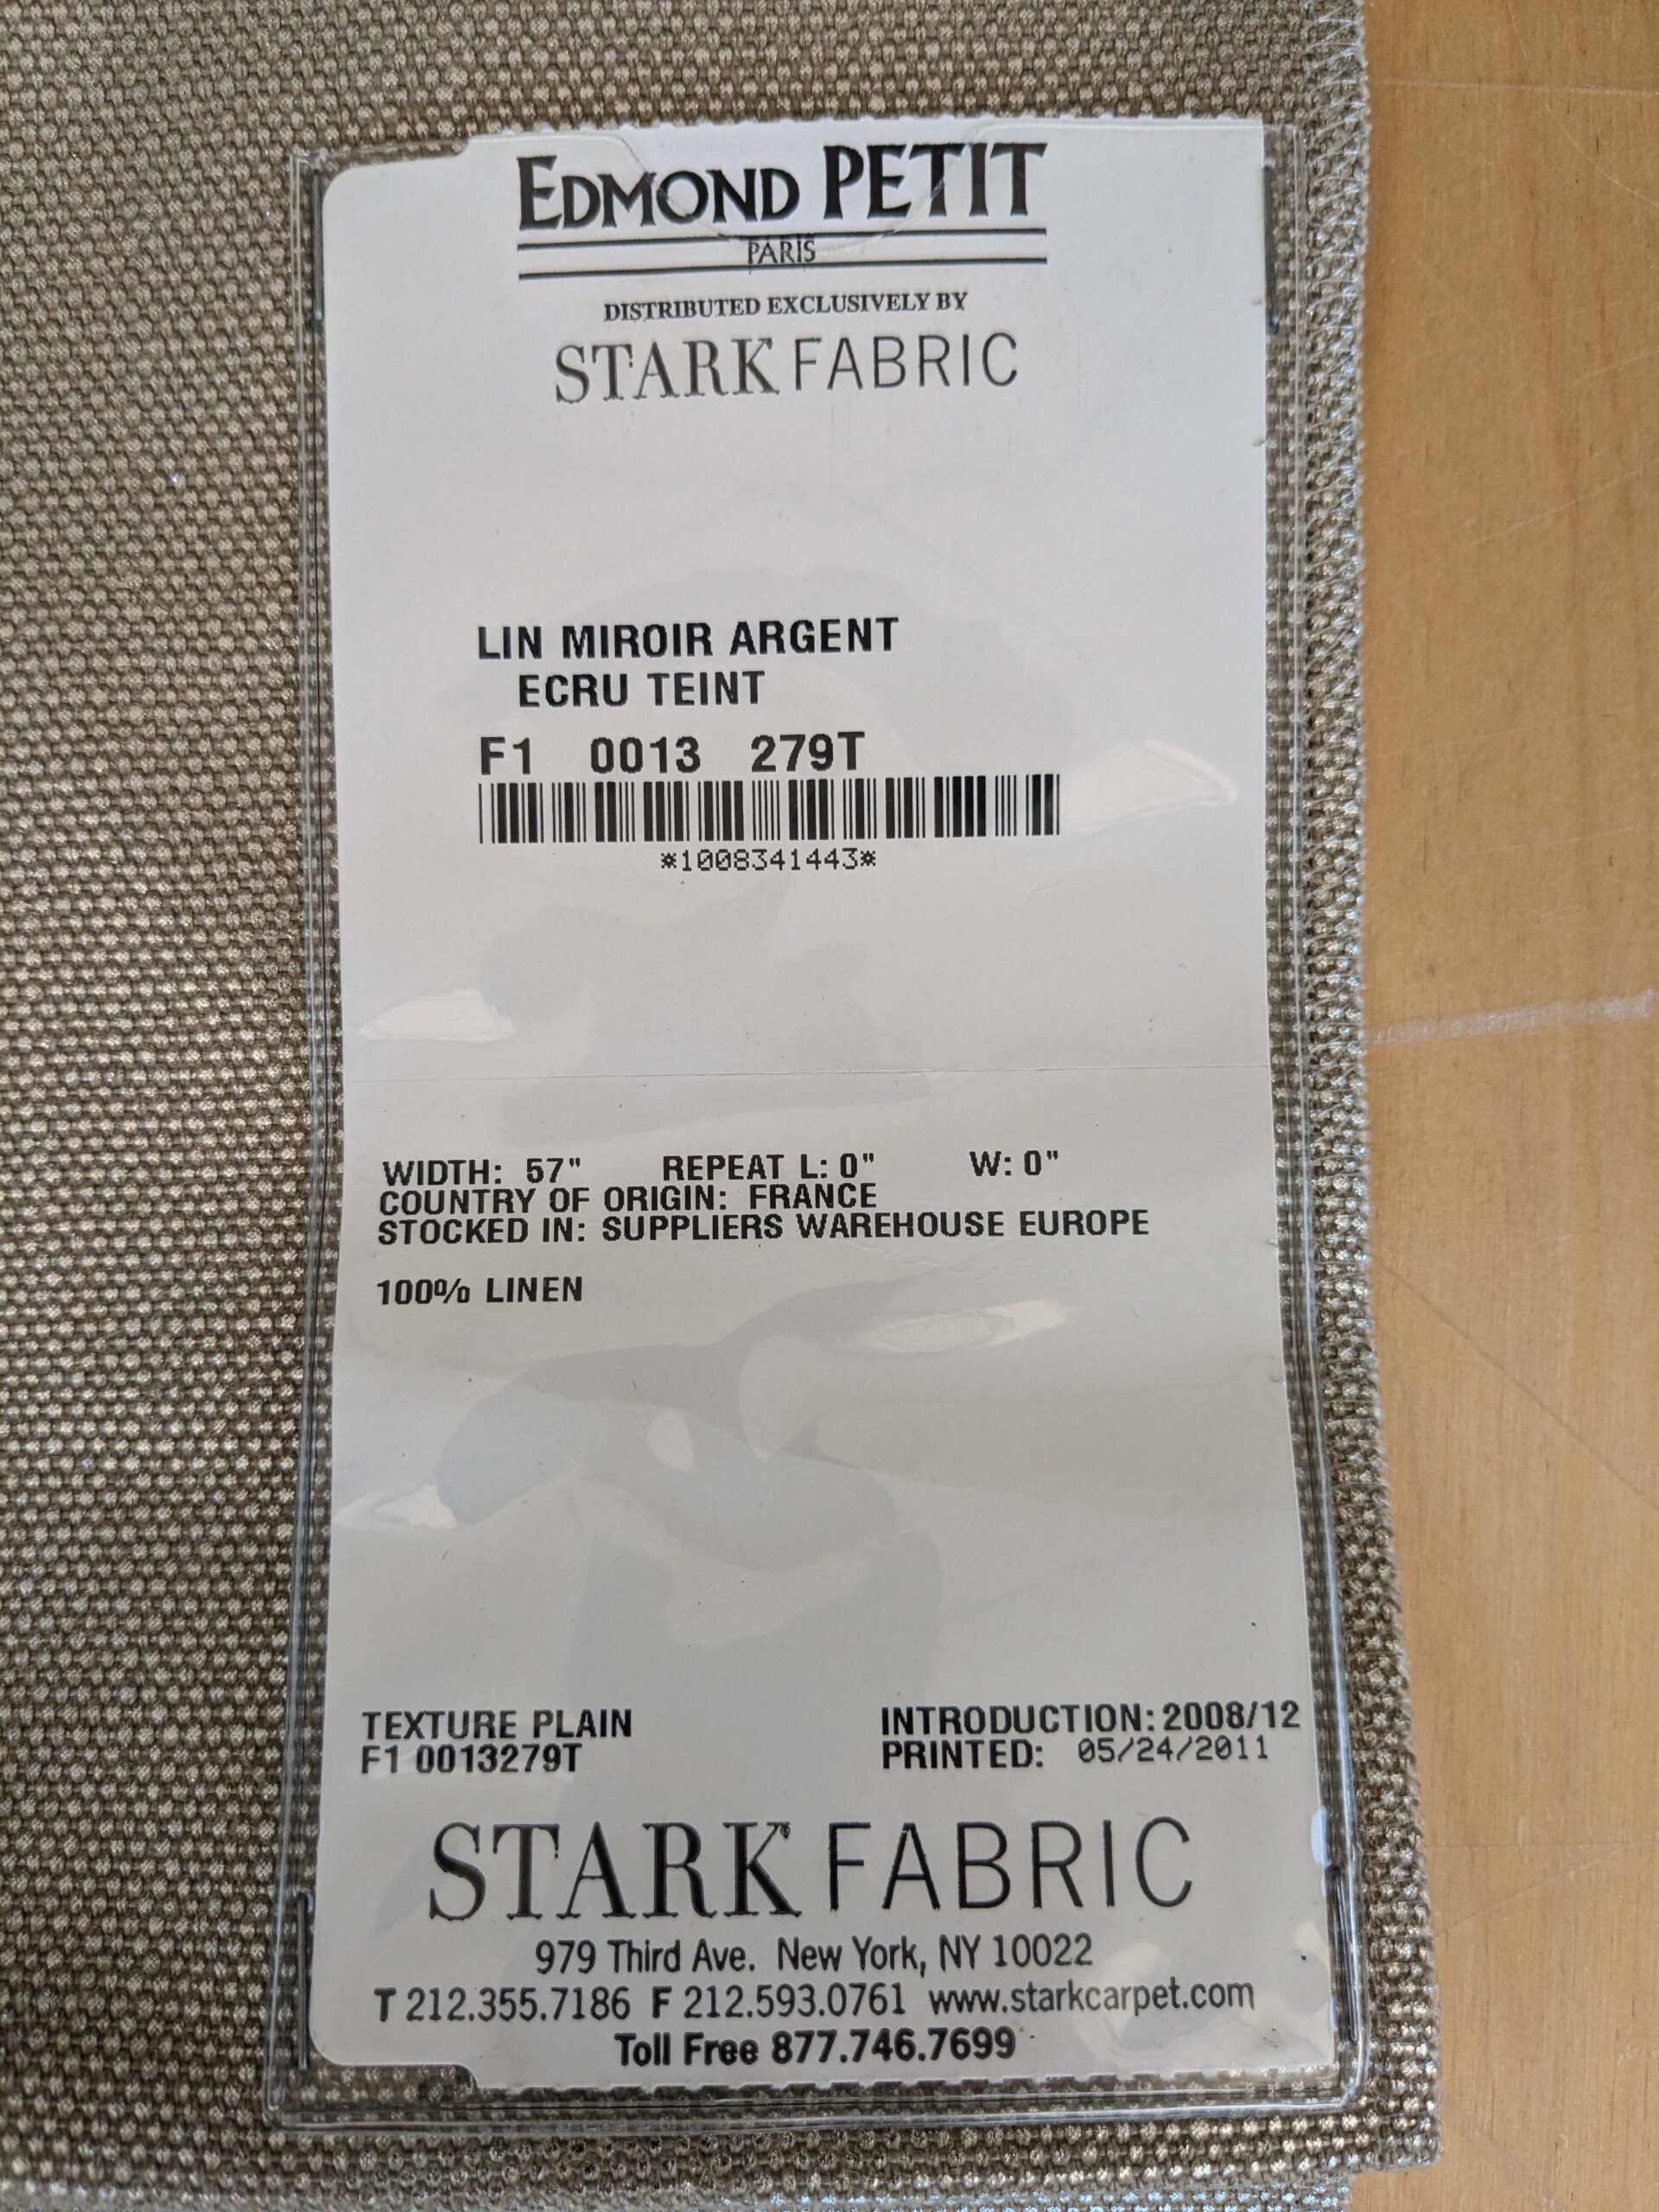 EDMOND PETIT
PARIS
DISTRIBUTED EXCLUSIVELY BY
STARK FABRIC
LIN MIROIR ARGENT
ECRU TEINT
F1 0013 279T
*1008341443*
WIDTH: 57" REPEAT L: 0" W: 0"
COUNTRY OF ORIGIN: FRANCE
STOCKED IN: SUPPLIERS WAREHOUSE EUROPE
100% LINEN
TEXTURE PLAIN INTRODUCTION: 2008/12
F1 0013279T PRINTED: 05/24/2011
STARK FABRIC
979 Third Ave. New York, NY 10022
T 212.355.7186 F 212.593.0761 www.starkcarpet.com
Toll Free 877.746.7699